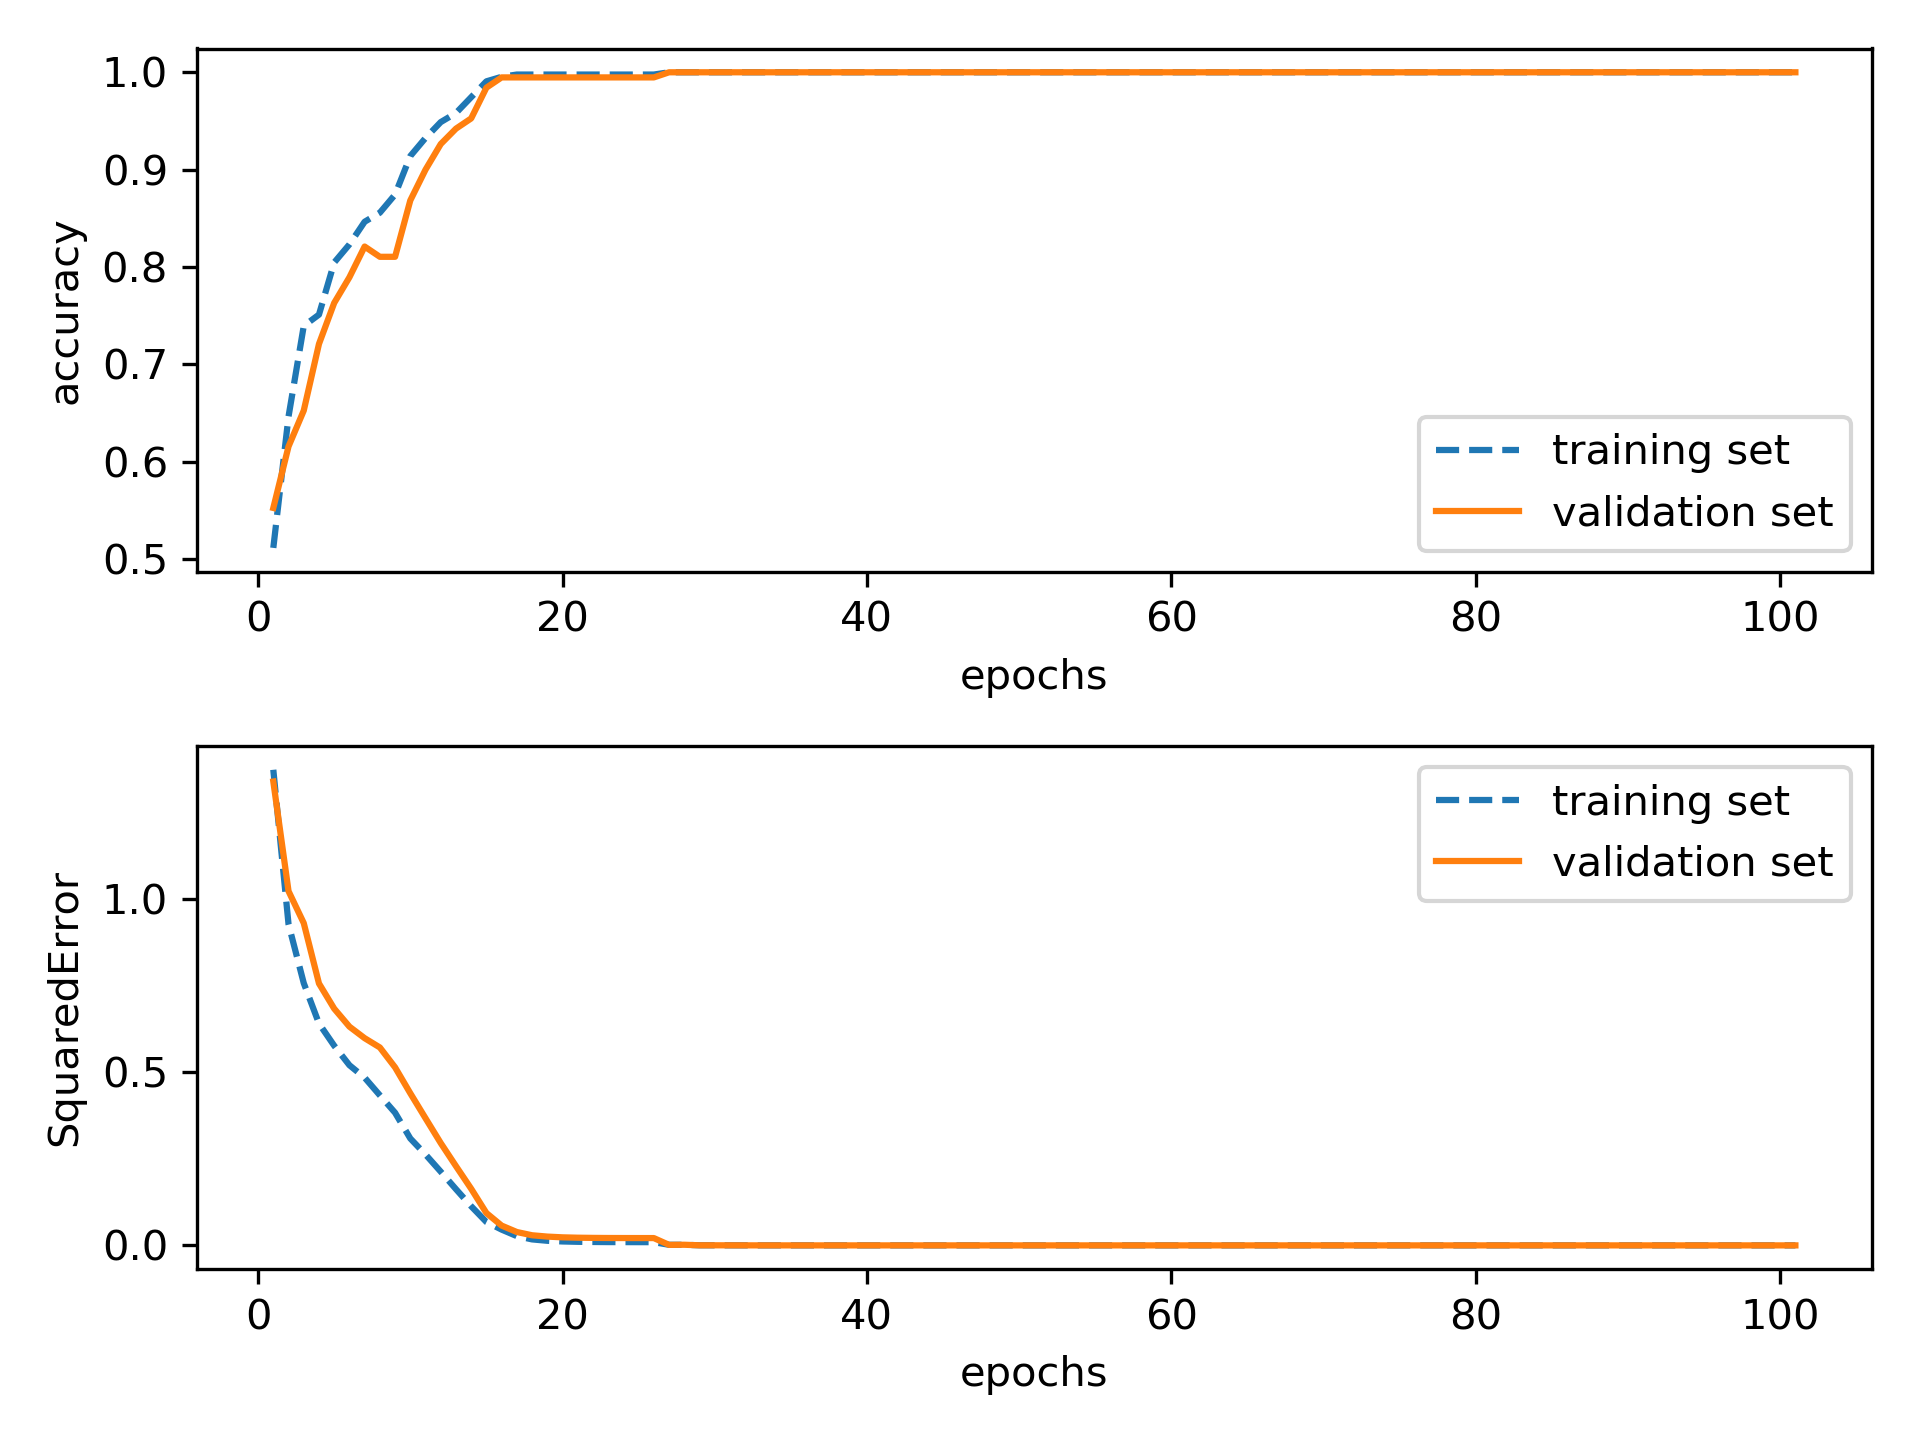 1.0
0.9
0.8
0.7
0.6
0.5
accuracy
training set
validation set
0 20 40 60 80 100
epochs
training set
validation set
1.0
0.5
0.0
SquaredError
0 20 40 60 80 100
epochs